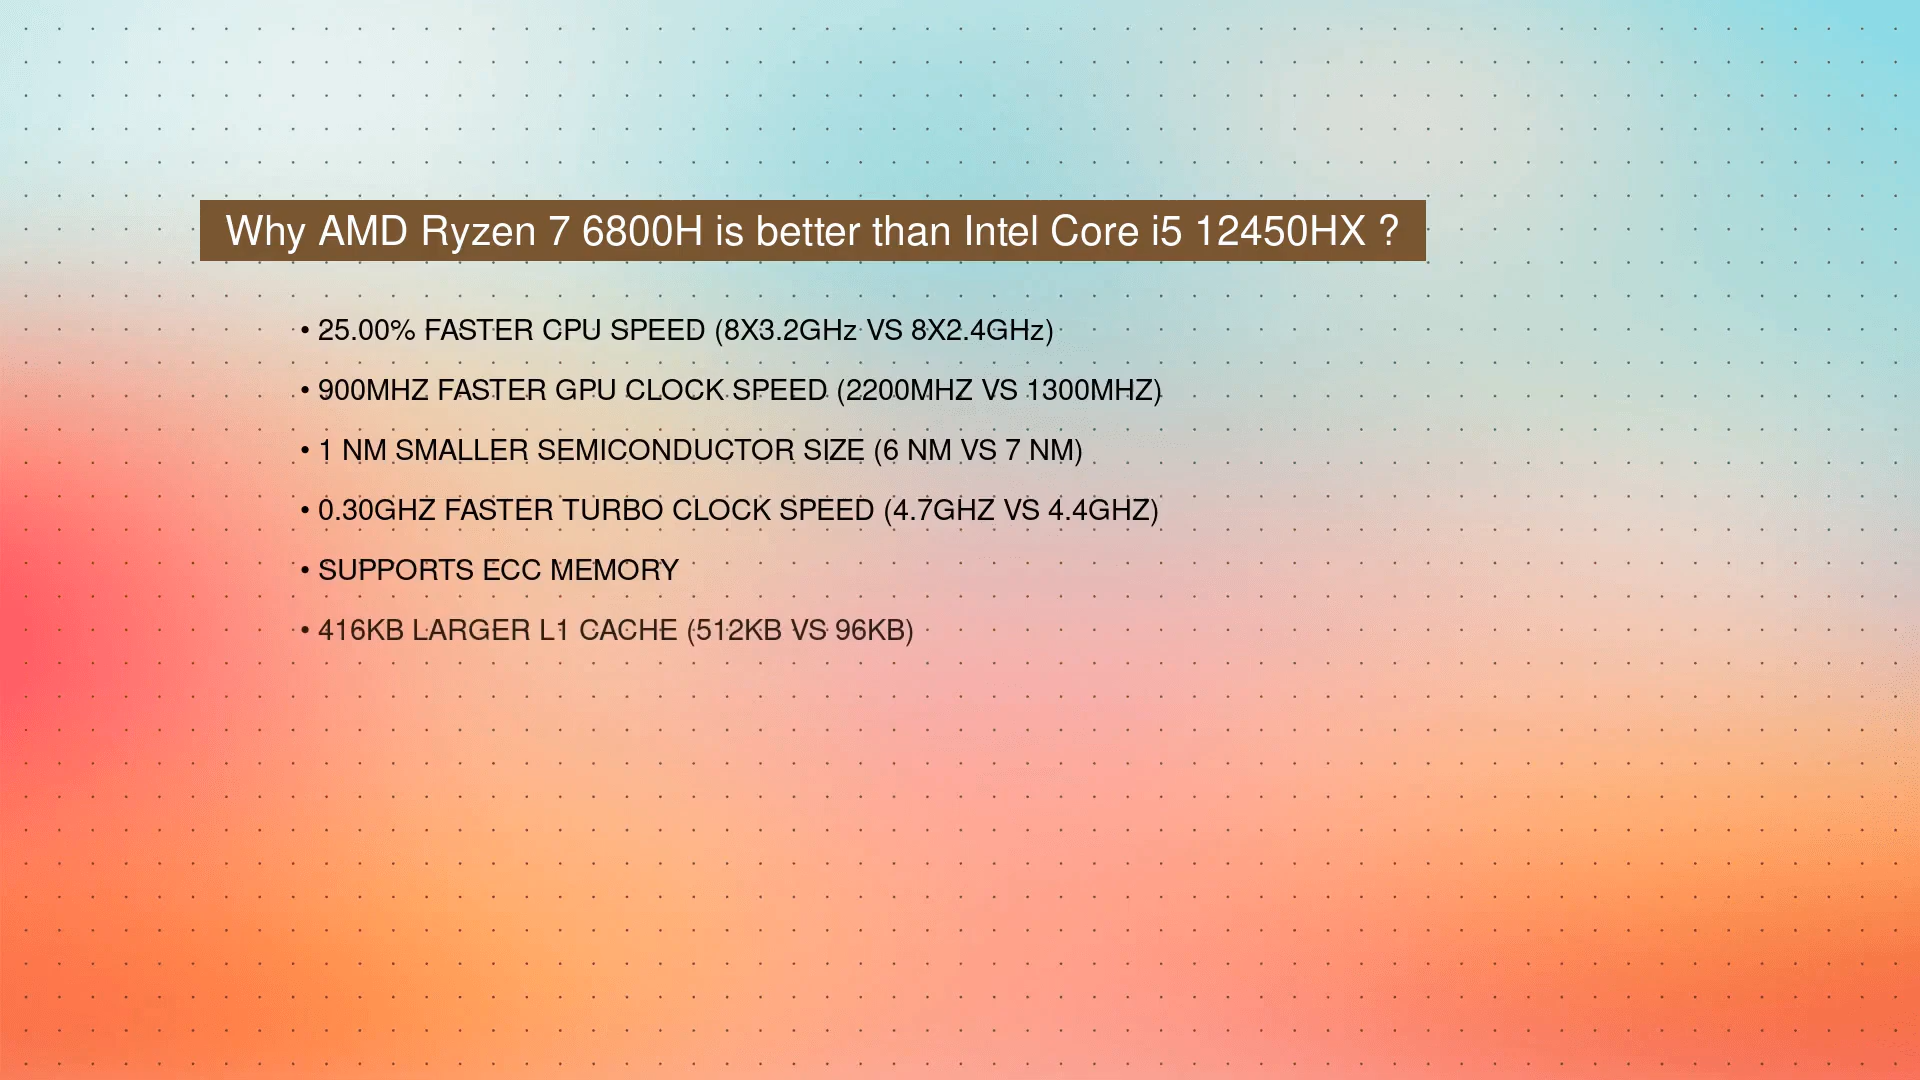 Why AMD Ryzen 7 6800H is better than Intel Core i5 12450HX ?
• 25.00% FASTER CPU SPEED (8X3.2GHz VS 8X2.4GHz)
• 900MHZ FASTER GPU CLOCK SPEED (2200MHZ VS 1300MHZ)
• 1 NM SMALLER SEMICONDUCTOR SIZE (6 NM VS 7 NM)
• 0.30GHZ FASTER TURBO CLOCK SPEED (4.7GHZ VS 4.4GHZ)
• SUPPORTS ECC MEMORY
• 416KB LARGER L1 CACHE (512KB VS 96KB)